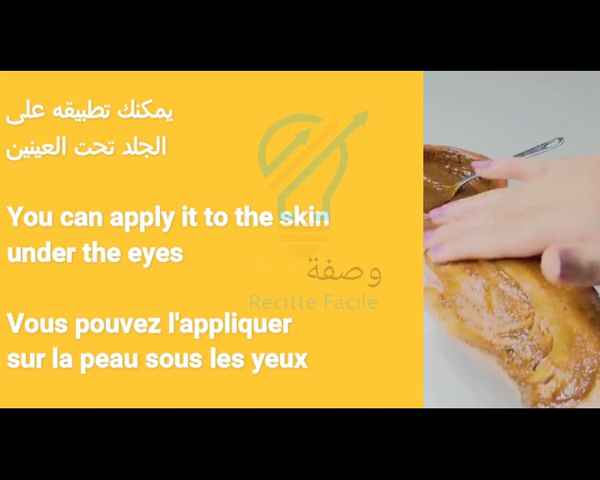 يمكنك تطبيقه على
الجلد تحت العينين
You can apply it to the skin
under the eyes
Vous pouvez l'appliquer
sur la peau sous les yeux
وصفة
Recitte Facile